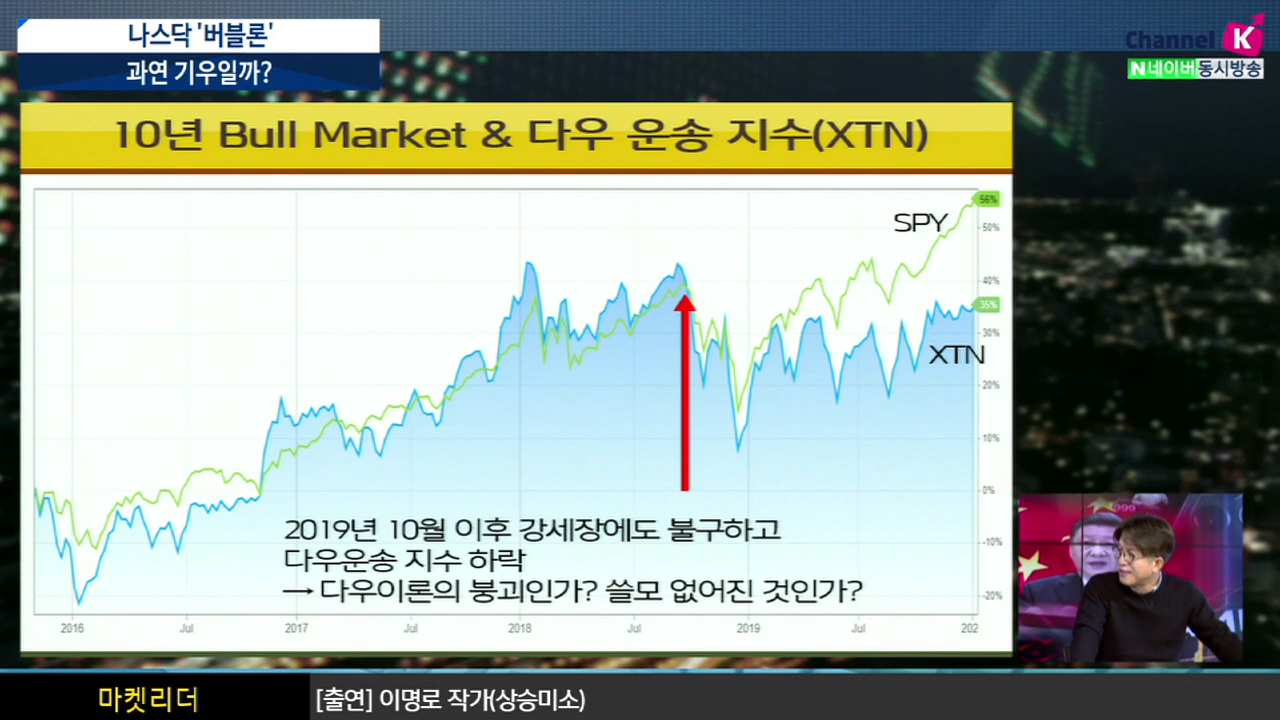 나스닥 '버블론'
과연 기우일까?
Channel K
N 네이버 동시방송
10년 Bull Market & 다우 운송 지수(XTN)
SPY
56%
50%
40%
35%
30%
XTN
20%
10%
0%
-10%
-20%
2019년 10월 이후 강세장에도 불구하고
다우운송 지수 하락
→ 다우이론의 붕괴인가? 쓸모 없어진 것인가?
2016 Jul 2017 Jul 2018 Jul 2019 Jul 202
마켓리더
[출연] 이명로 작가(상승미소)